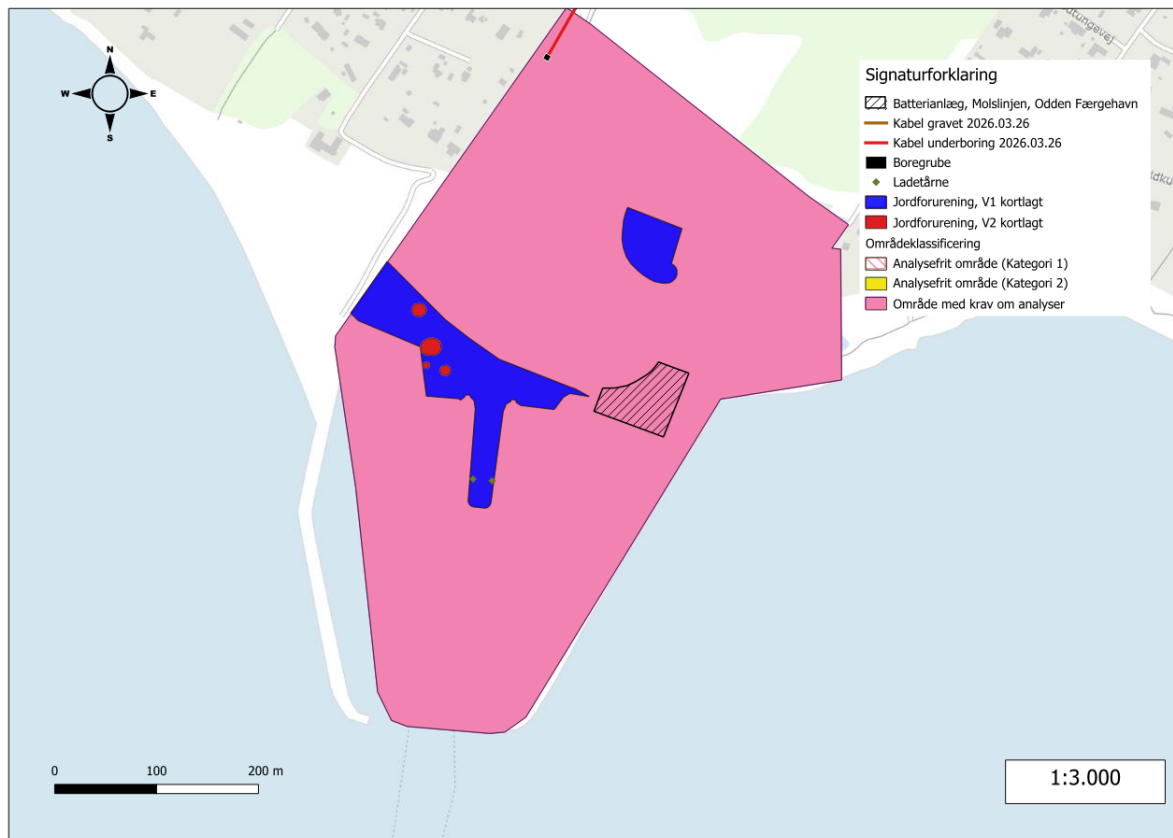 N
W
E
S
Signaturforklaring
Batterianlæg, Molslinjen, Odden Færgehavn
Kabel gravet 2026.03.26
Kabel underboring 2026.03.26
Boregrube
Ladetårne
Jordforurening, V1 kortlagt
Jordforurening, V2 kortlagt
Områdeklassificering
Analysefrit område (Kategori 1)
Analysefrit område (Kategori 2)
Område med krav om analyser
0 100 200 m
1:3.000